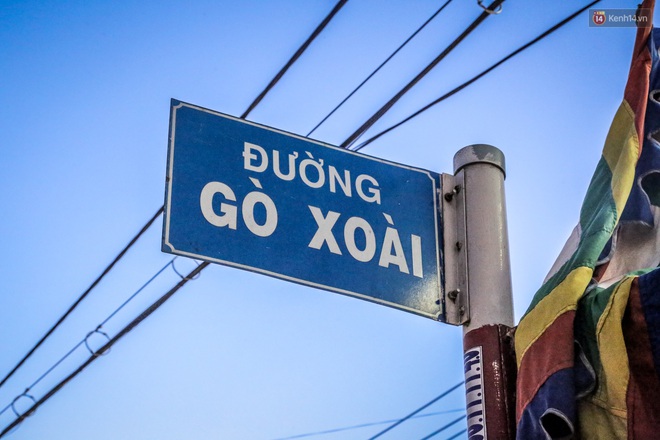 Kenh14.vn
ĐƯỜNG
GÒ XOÀI